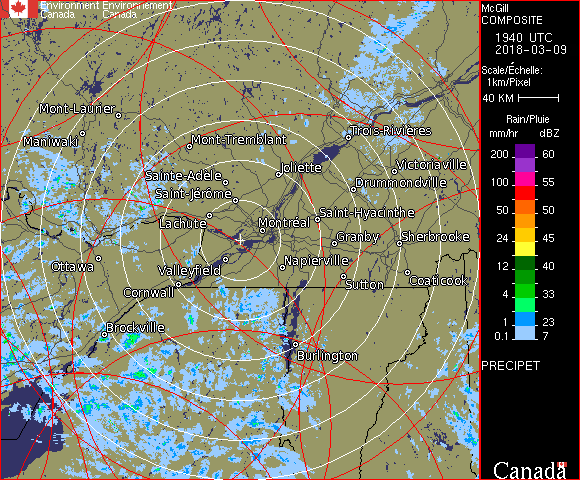 Environment Environnement
Canada Canada
Mont-Laurier
Maniwaki
Mont-Tremblant
Trois-Rivières
Joliette
Victoriaville
Sainte-Adèle
Drummondville
Saint-Jérôme
Lachute
Saint-Hyacinthe
Montréal
Granby
Sherbrooke
Ottawa
Valleyfield
Napierville
Cornwall
Sutton
Coaticook
Brockville
Burlington
McGill
COMPOSITE
1940 UTC
2018-03-09
Scale/Échelle:
1km/Pixel
40 KM
Rain/Pluie
mm/hr dBZ
200 60
150 57
100 55
50 50
24 45
12 40
4 33
1 23
0.1 7
PRECIPET
Canada